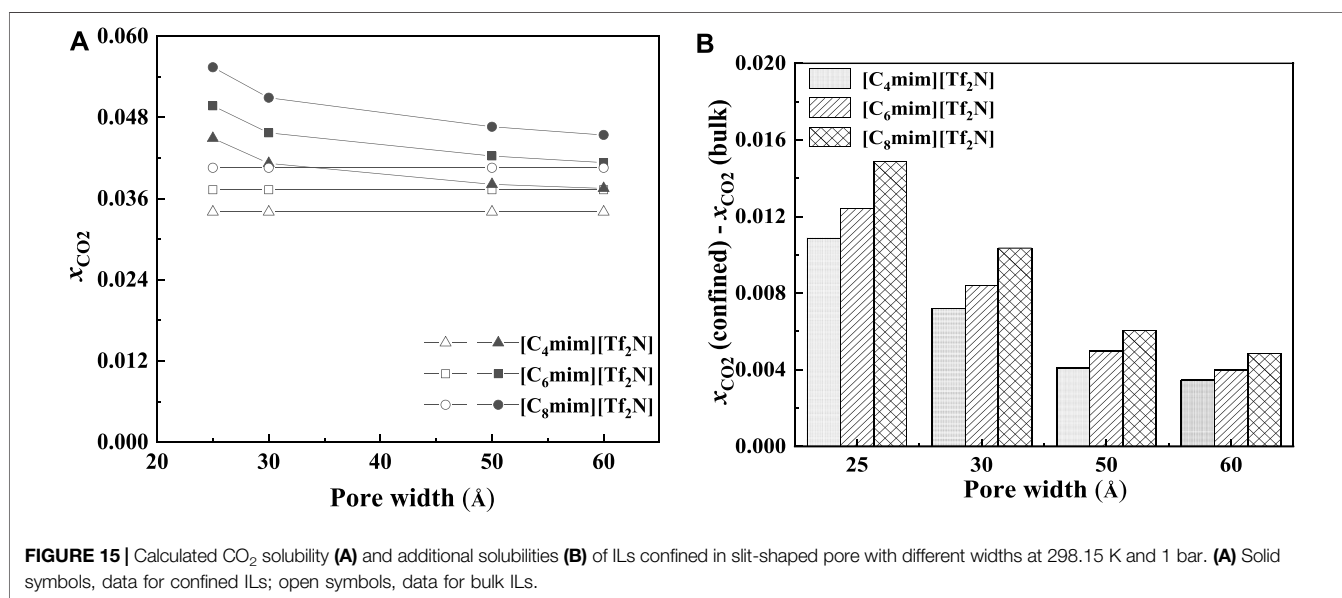 A
0.060
0.048
0.036
0.024
0.012
0.000
x_CO2
[C₄mim][Tf₂N]
[C₆mim][Tf₂N]
[C₈mim][Tf₂N]
20 30 40 50 60
Pore width (Å)
B
0.020
0.016
0.012
0.008
0.004
0.000
x_CO2 (confined) - x_CO2 (bulk)
[C₄mim][Tf₂N]
[C₆mim][Tf₂N]
[C₈mim][Tf₂N]
25 30 50 60
Pore width (Å)
FIGURE 15 | Calculated CO₂ solubility (A) and additional solubilities (B) of ILs confined in slit-shaped pore with different widths at 298.15 K and 1 bar. (A) Solid
symbols, data for confined ILs; open symbols, data for bulk ILs.